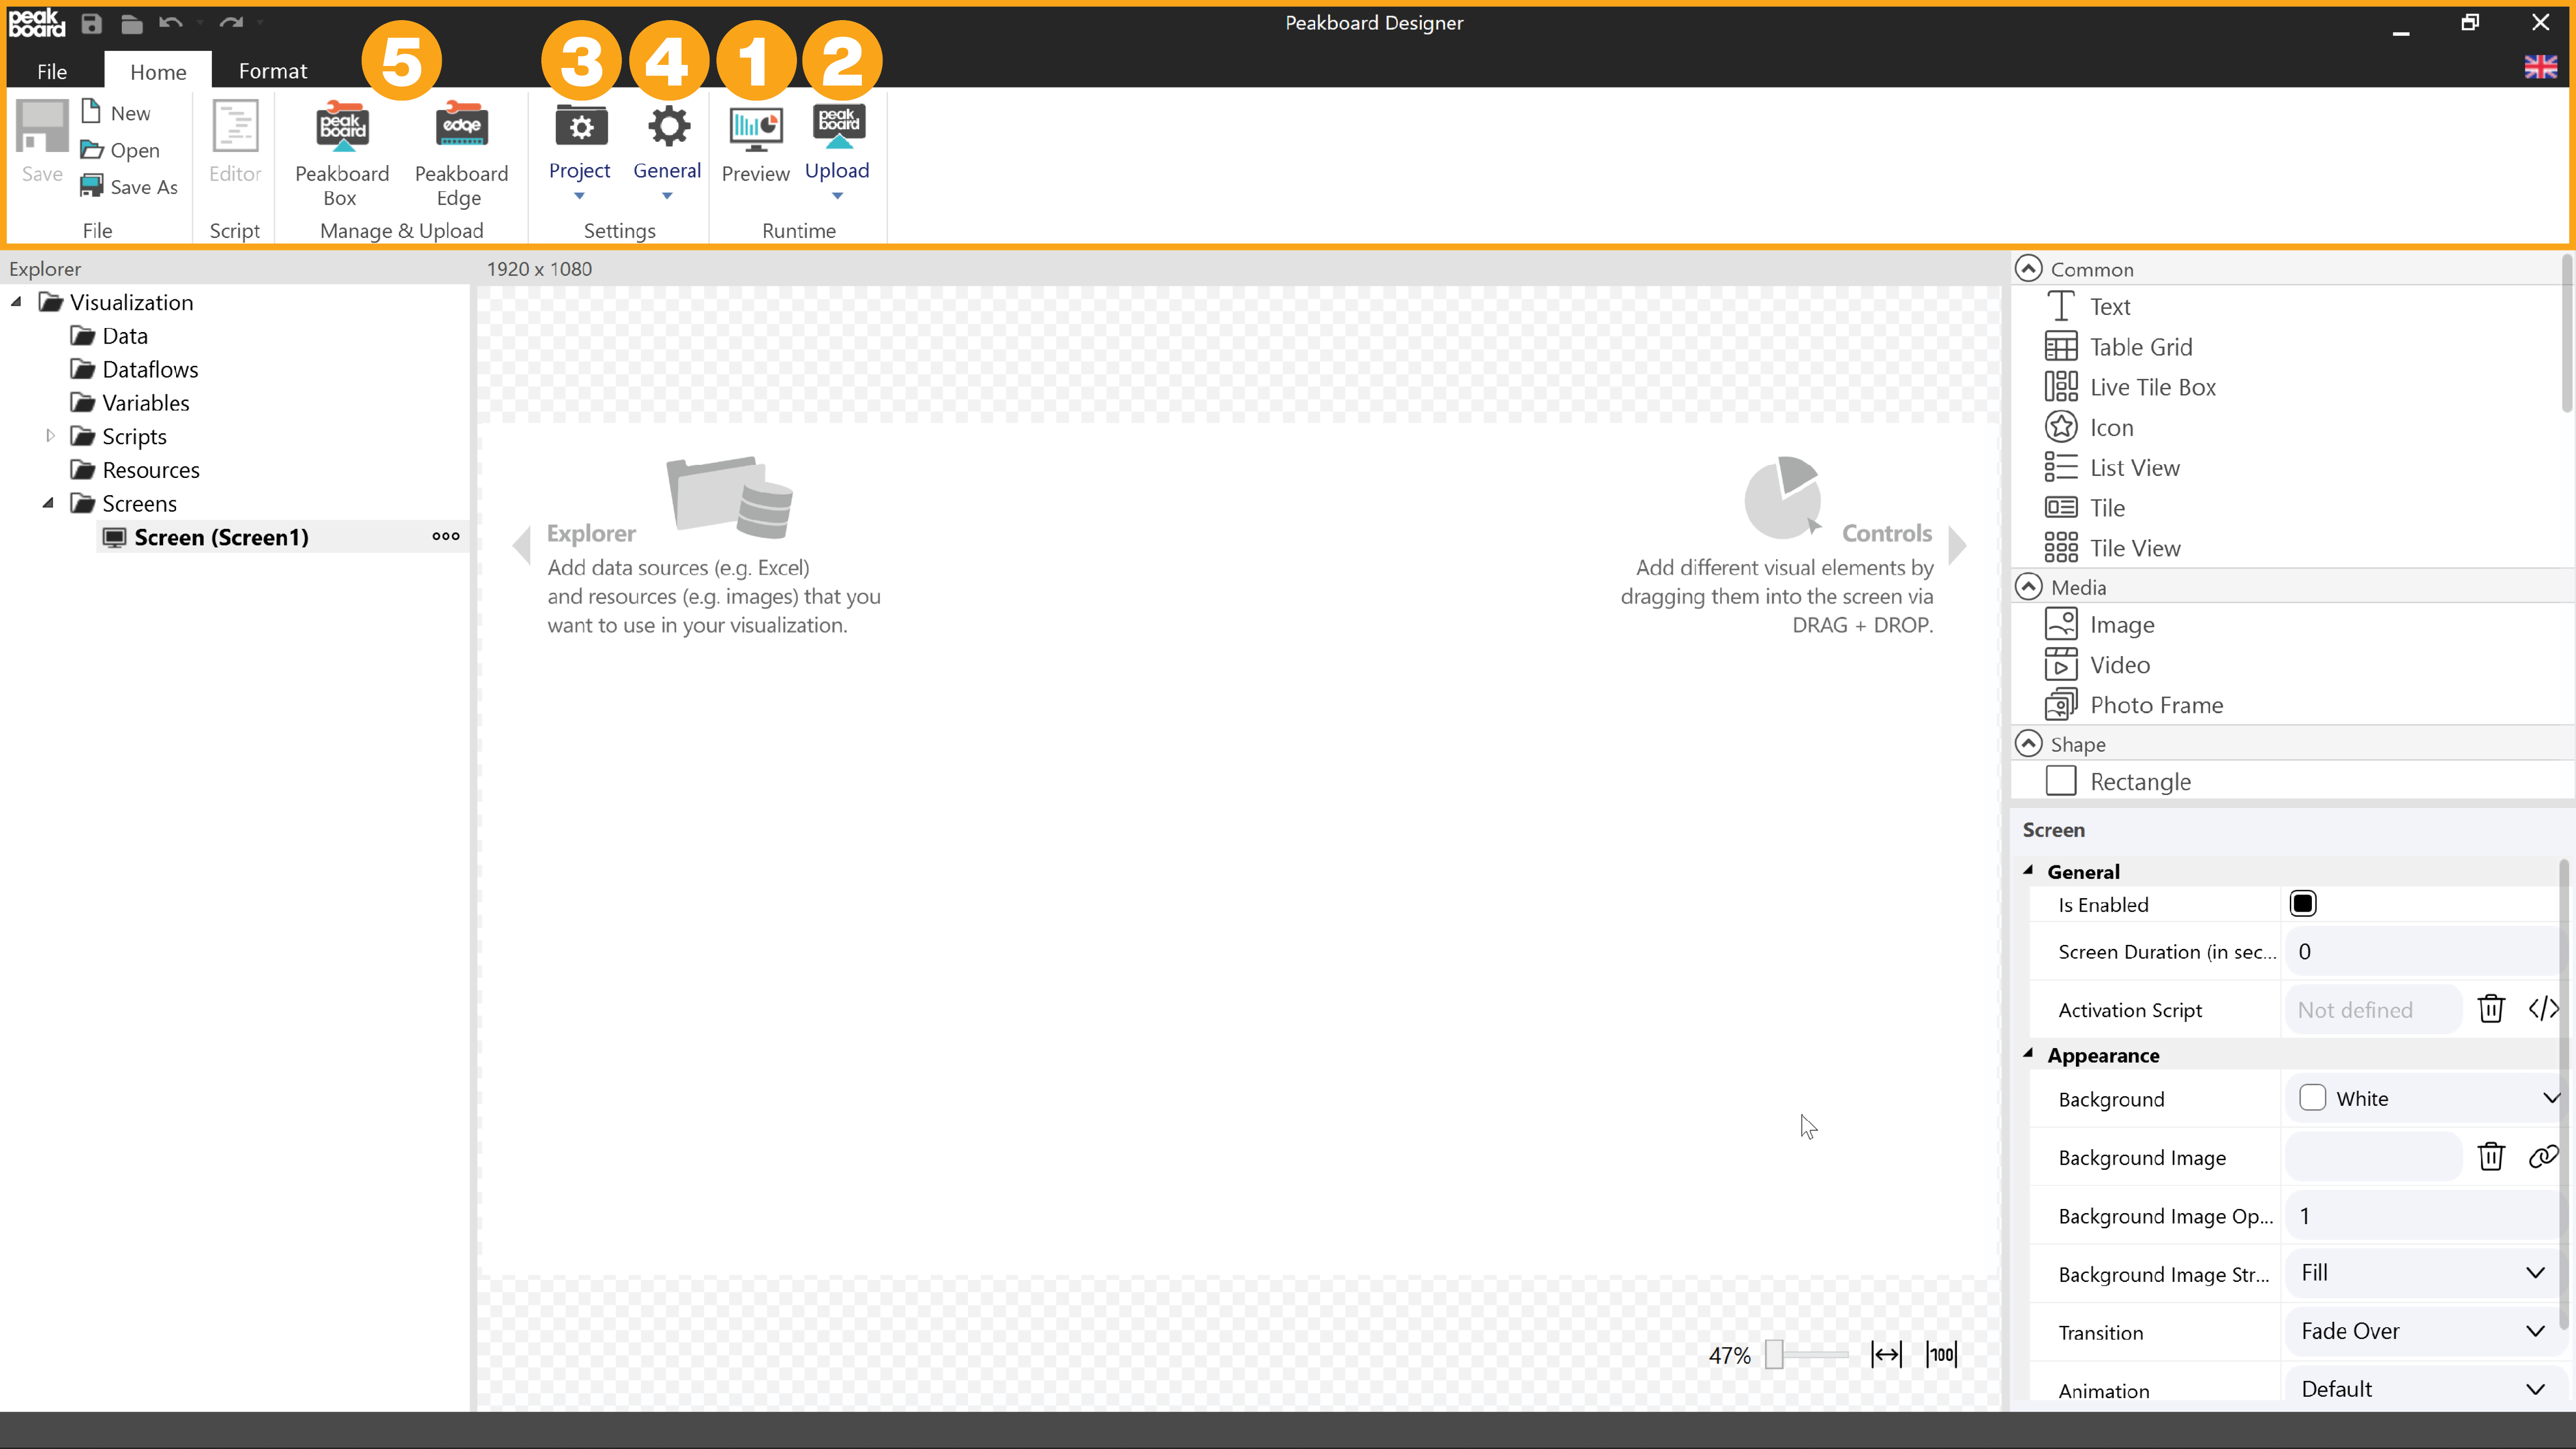 peak
board
Peakboard Designer
File
Home
Format
5
3
4
1
2
Save
New
Open
Save As
File
Editor
Script
peak
board
Peakboard
Box
edge
Peakboard
Edge
Manage & Upload
Project
General
Settings
Preview
peak
board
Upload
Runtime
Explorer
Visualization
Data
Dataflows
Variables
Scripts
Resources
Screens
Screen (Screen1)
1920 x 1080
Explorer
Add data sources (e.g. Excel)
and resources (e.g. images) that you
want to use in your visualization.
Controls
Add different visual elements by
dragging them into the screen via
DRAG + DROP.
47%
100
Common
Text
Table Grid
Live Tile Box
Icon
List View
Tile
Tile View
Media
Image
Video
Photo Frame
Shape
Rectangle
Screen
General
Is Enabled
Screen Duration (in sec... 0
Activation Script Not defined </>
Appearance
Background White
Background Image
Background Image Op... 1
Background Image Str... Fill
Transition Fade Over
Animation Default